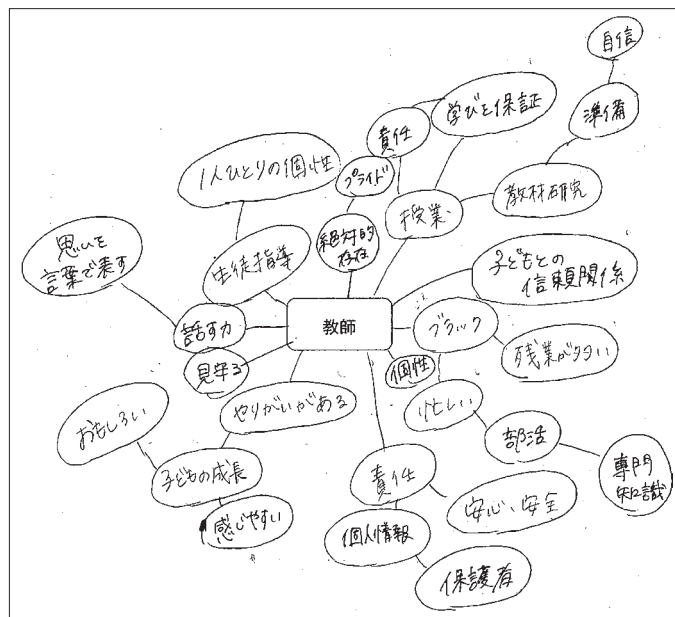 自信
準備
学びを保証
責任
プライド
1人ひとりの個性
授業
教材研究
絶対的
存在
思いを
言葉で表す
生徒指導
子どもとの
信頼関係
教師
話す力
ブラック
見守る
個性
残業が多い
忙しい
やりがいがある
おもしろい
部活
専門
知識
子どもの成長
責任
感じやすい
安心、安全
個人情報
保護者